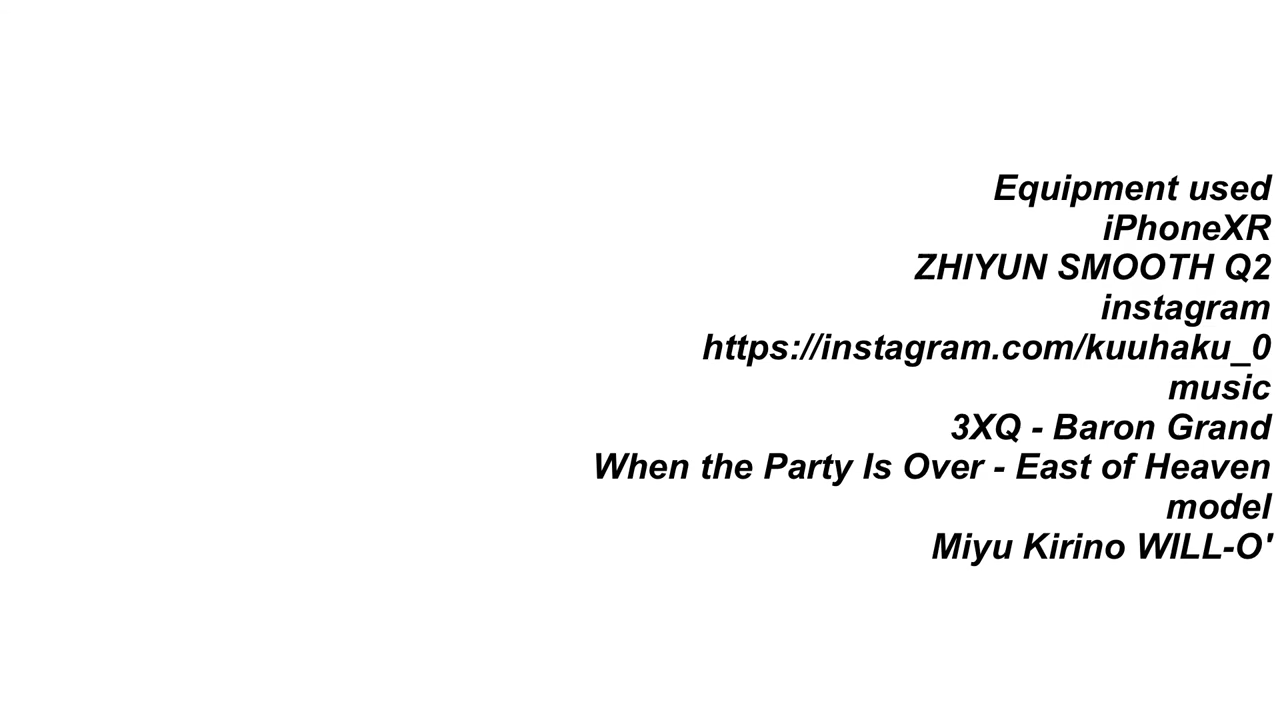 Equipment used
iPhoneXR
ZHIYUN SMOOTH Q2
instagram
https://instagram.com/kuuhaku_0
music
3XQ - Baron Grand
When the Party Is Over - East of Heaven
model
Miyu Kirino WILL-O'